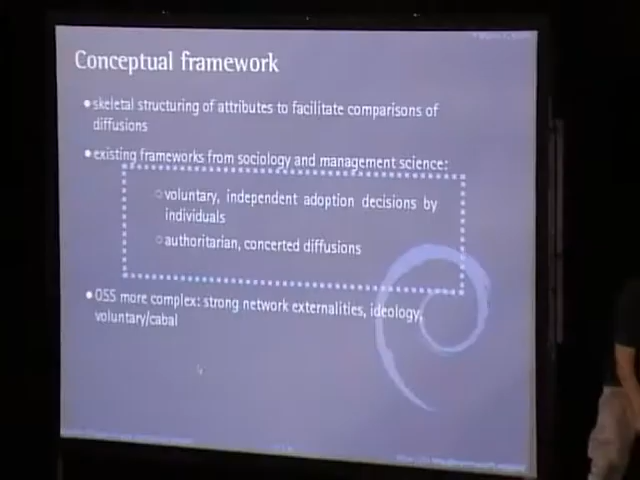 Conceptual framework
●skeletal structuring of attributes to facilitate comparisons of
diffusions
●existing frameworks from sociology and management science:
○voluntary, independent adoption decisions by
individuals
○authoritarian, concerted diffusions
●OSS more complex: strong network externalities, ideology,
voluntary/cabal